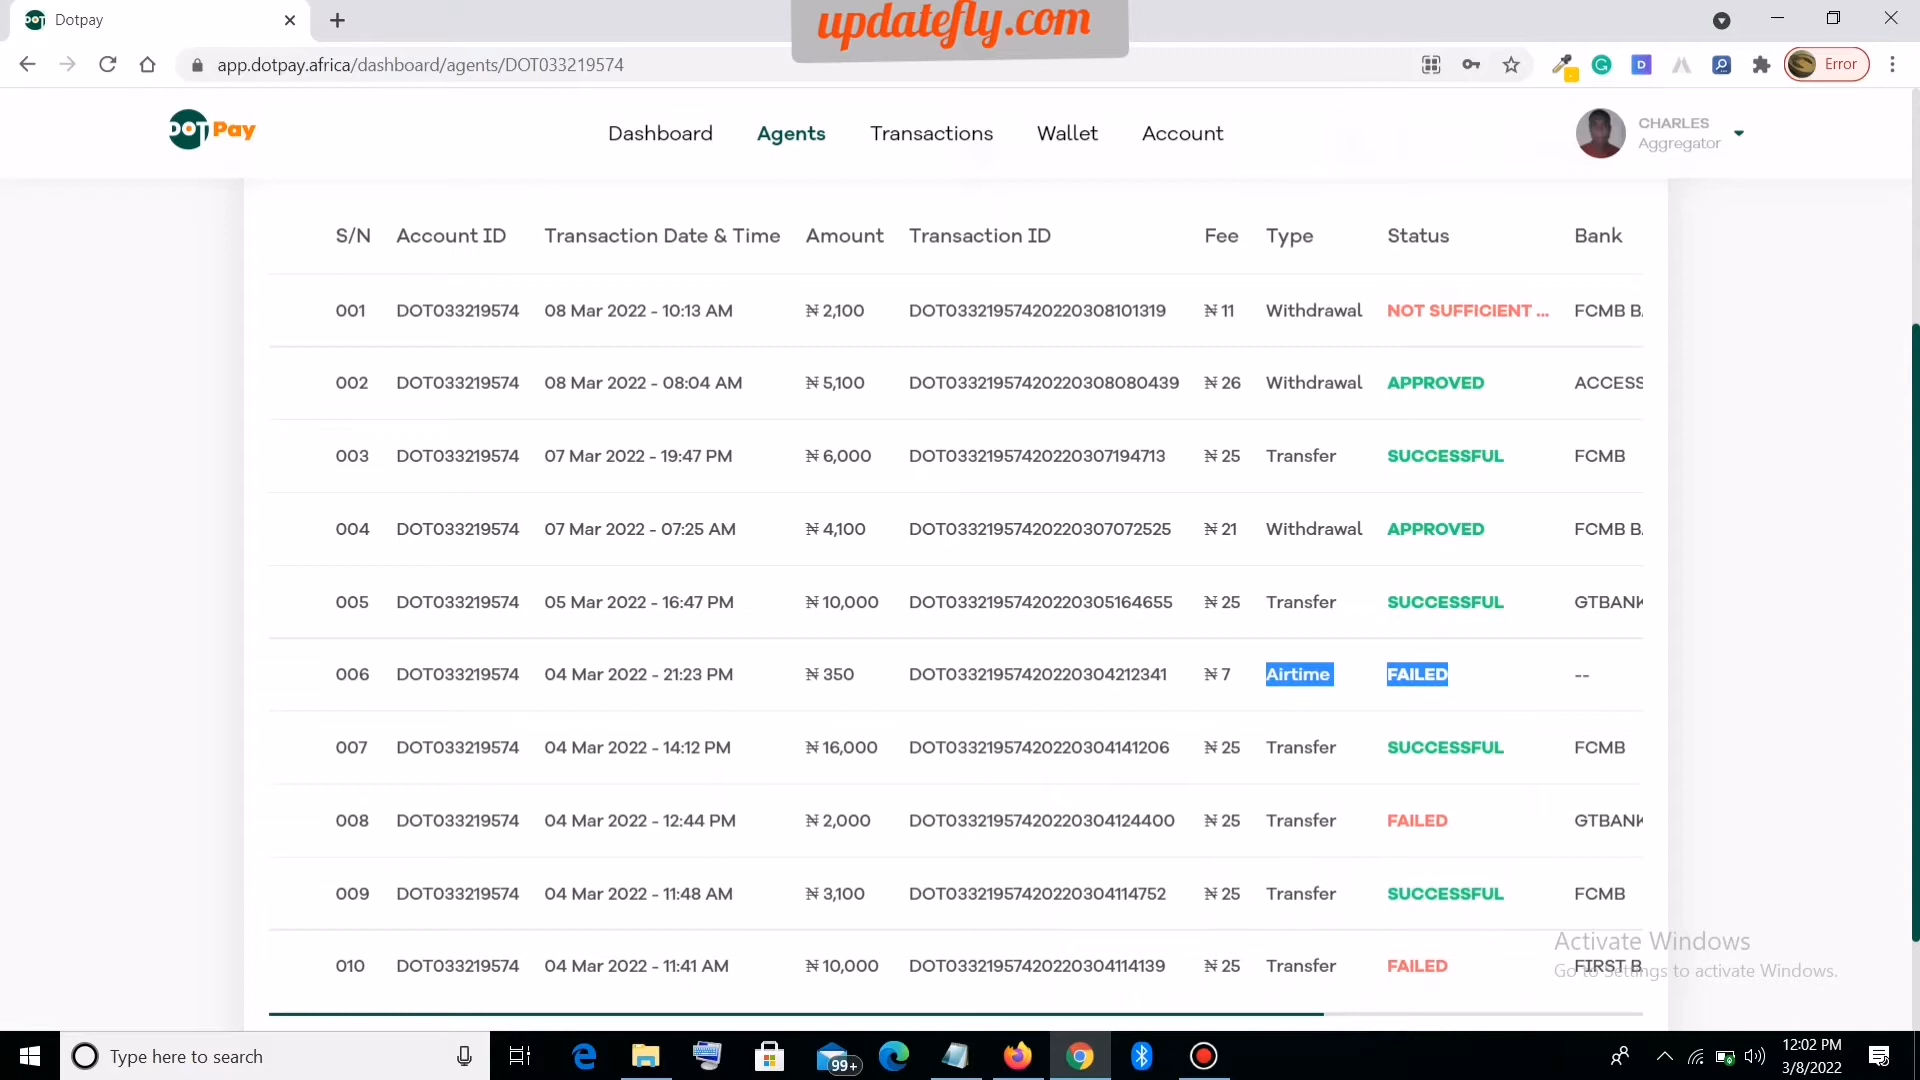 Dotpay
updatefly.com
app.dotpay.africa/dashboard/agents/DOT033219574
Error
DOT Pay
Dashboard Agents Transactions Wallet Account
CHARLES
Aggregator
S/N Account ID Transaction Date & Time Amount Transaction ID Fee Type Status Bank
001 DOT033219574 08 Mar 2022 - 10:13 AM ₦ 2,100 DOT03321957420220308101319 ₦ 11 Withdrawal NOT SUFFICIENT ... FCMB B
002 DOT033219574 08 Mar 2022 - 08:04 AM ₦ 5,100 DOT03321957420220308080439 ₦ 26 Withdrawal APPROVED ACCESS
003 DOT033219574 07 Mar 2022 - 19:47 PM ₦ 6,000 DOT03321957420220307194713 ₦ 25 Transfer SUCCESSFUL FCMB
004 DOT033219574 07 Mar 2022 - 07:25 AM ₦ 4,100 DOT03321957420220307072525 ₦ 21 Withdrawal APPROVED FCMB B
005 DOT033219574 05 Mar 2022 - 16:47 PM ₦ 10,000 DOT03321957420220305164655 ₦ 25 Transfer SUCCESSFUL GTBANK
006 DOT033219574 04 Mar 2022 - 21:23 PM ₦ 350 DOT03321957420220304212341 ₦ 7 Airtime FAILED --
007 DOT033219574 04 Mar 2022 - 14:12 PM ₦ 16,000 DOT03321957420220304141206 ₦ 25 Transfer SUCCESSFUL FCMB
008 DOT033219574 04 Mar 2022 - 12:44 PM ₦ 2,000 DOT03321957420220304124400 ₦ 25 Transfer FAILED GTBANK
009 DOT033219574 04 Mar 2022 - 11:48 AM ₦ 3,100 DOT03321957420220304114752 ₦ 25 Transfer SUCCESSFUL FCMB
010 DOT033219574 04 Mar 2022 - 11:41 AM ₦ 10,000 DOT03321957420220304114139 ₦ 25 Transfer FAILED FIRST B
Activate Windows
Go to Settings to activate Windows.
Type here to search
99+
12:02 PM
3/8/2022